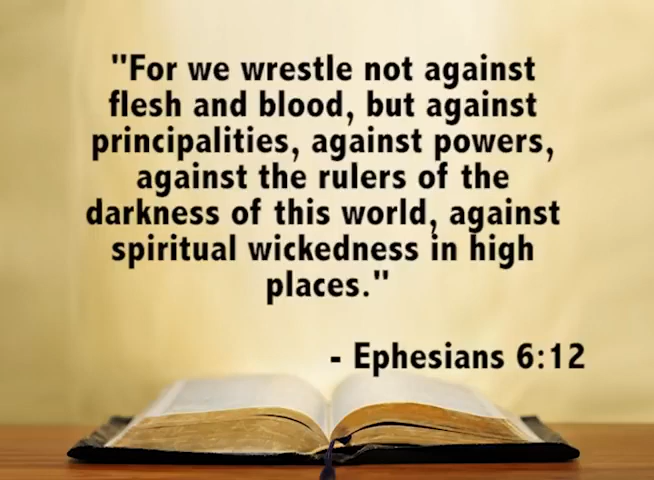 "For we wrestle not against
flesh and blood, but against
principalities, against powers,
against the rulers of the
darkness of this world, against
spiritual wickedness in high
places."
- Ephesians 6:12